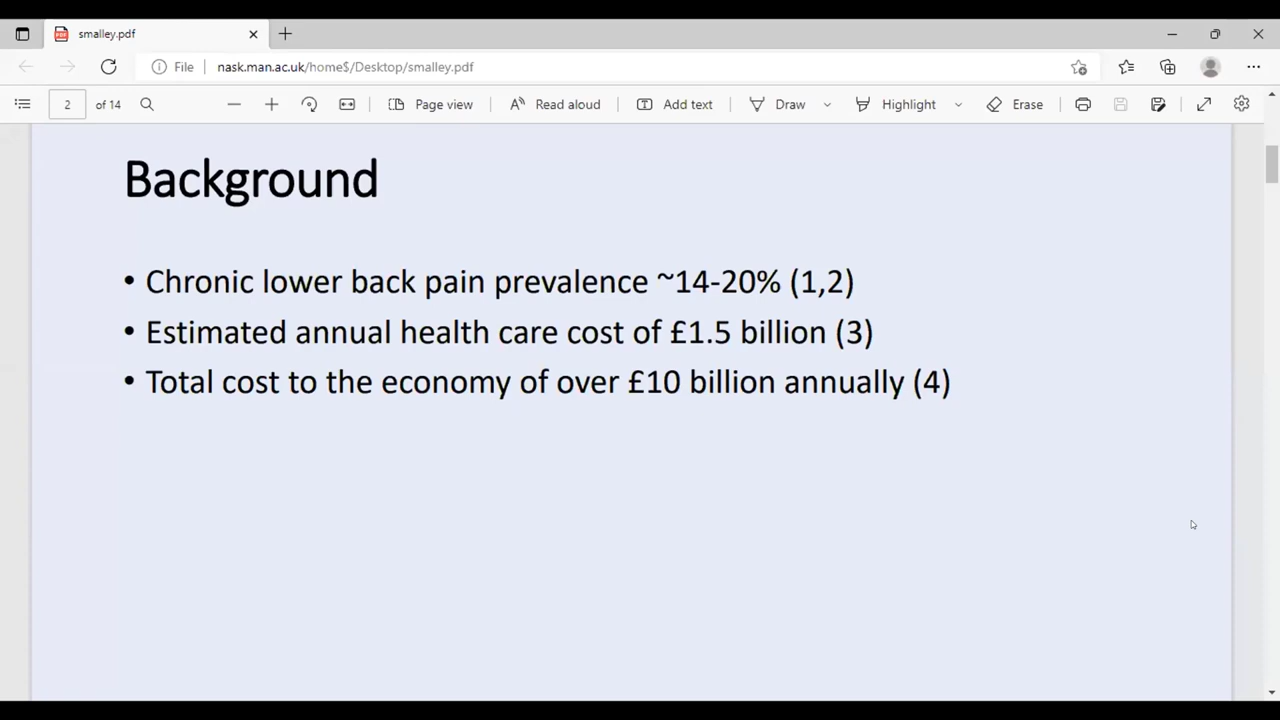 smalley.pdf
File nask.man.ac.uk/home$/Desktop/smalley.pdf
2 of 14 Page view Read aloud Add text Draw Highlight Erase
Background
• Chronic lower back pain prevalence ~14-20% (1,2)
• Estimated annual health care cost of £1.5 billion (3)
• Total cost to the economy of over £10 billion annually (4)